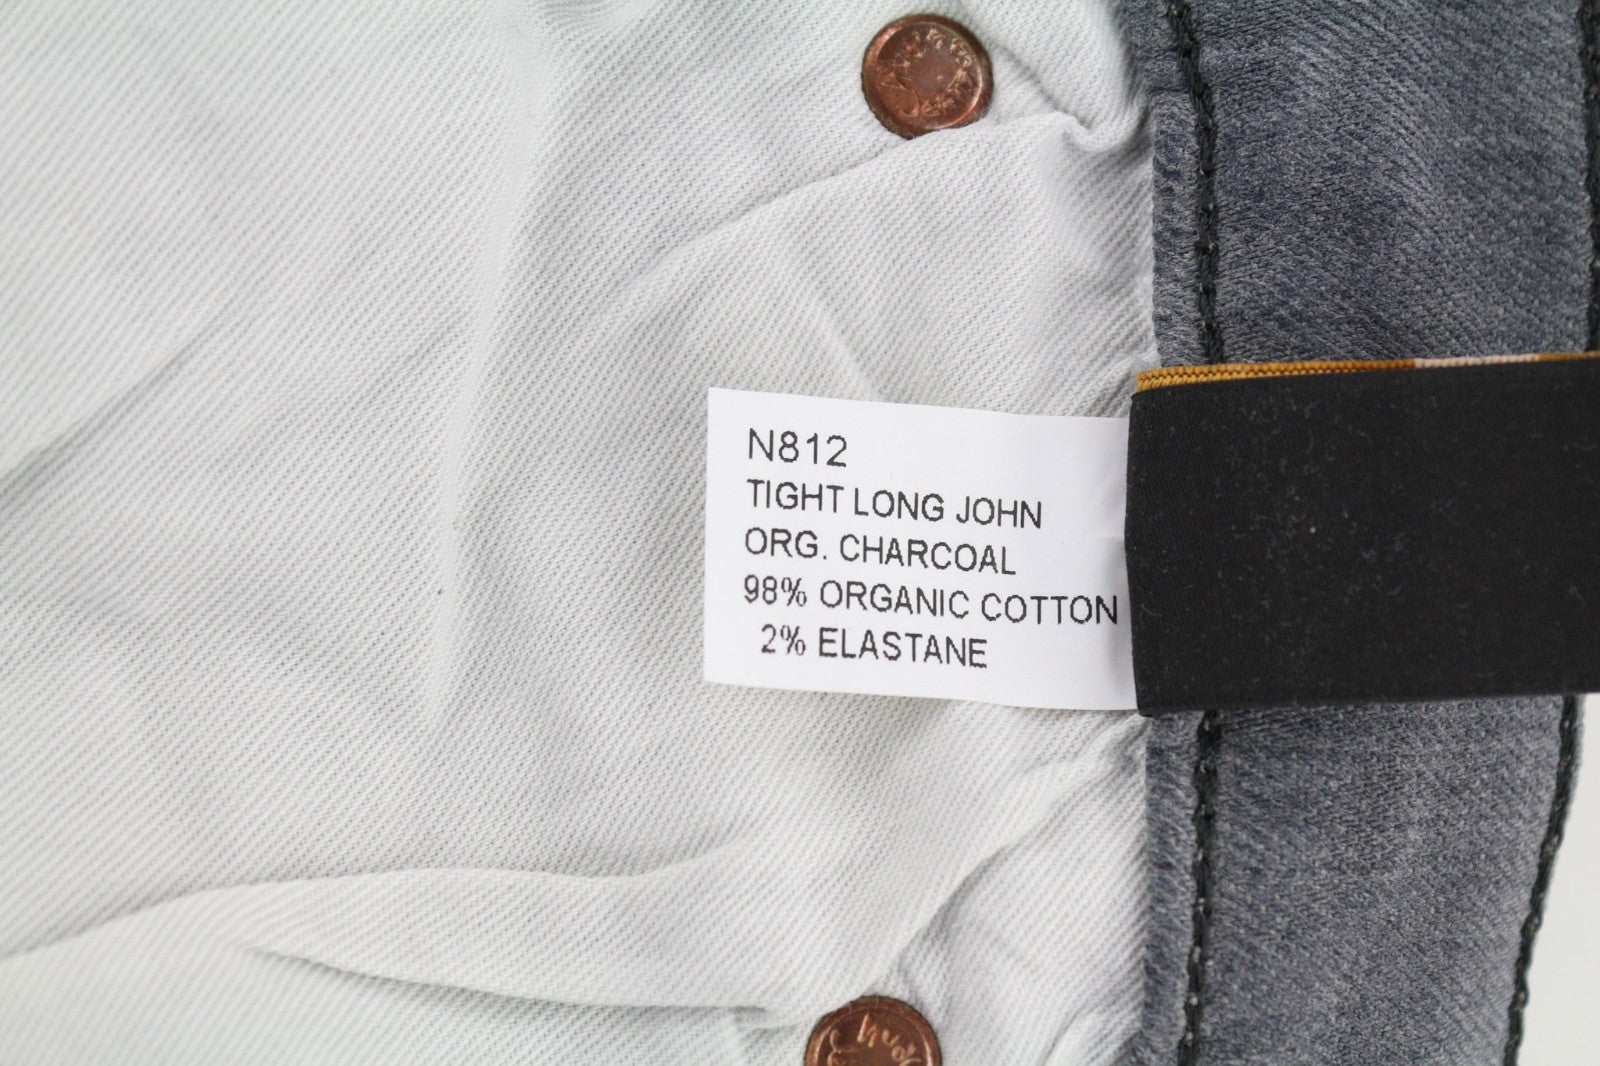 N812
TIGHT LONG JOHN
ORG. CHARCOAL
98% ORGANIC COTTON
2% ELASTANE